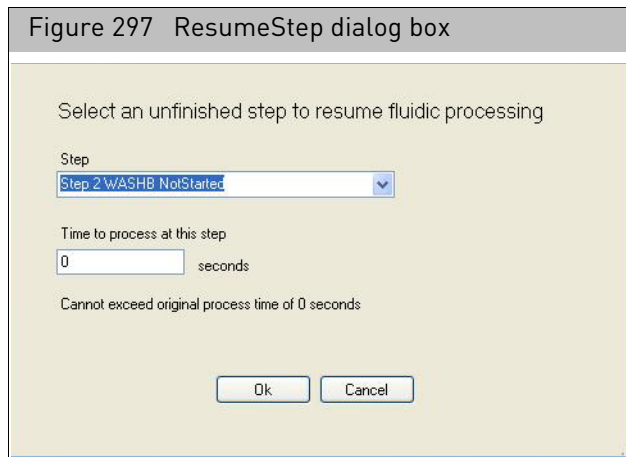 Figure 297 ResumeStep dialog box
Select an unfinished step to resume fluidic processing
Step
Step 2 WASHB NotStarted
Time to process at this step
0 seconds
Cannot exceed original process time of 0 seconds
Ok Cancel